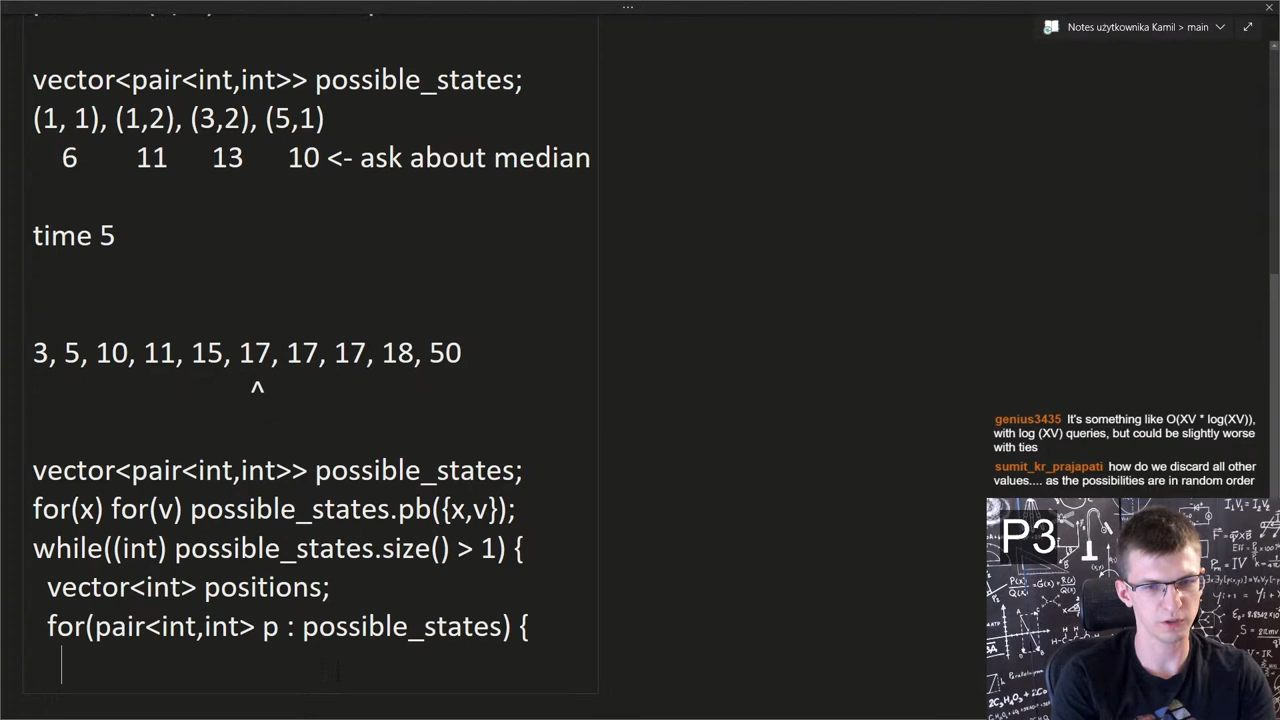 Notes użytkownika Kamil > main
vector<pair<int,int>> possible_states;
(1, 1), (1,2), (3,2), (5,1)
6 11 13 10 <- ask about median
time 5
3, 5, 10, 11, 15, 17, 17, 17, 18, 50
^
vector<pair<int,int>> possible_states;
for(x) for(v) possible_states.pb({x,v});
while((int) possible_states.size() > 1) {
vector<int> positions;
for(pair<int,int> p : possible_states) {
genius3435 It's something like O(XV * log(XV)),
with log (XV) queries, but could be slightly worse
with ties
sumit_kr_prajapati how do we discard all other
values.... as the possibilities are in random order
P3